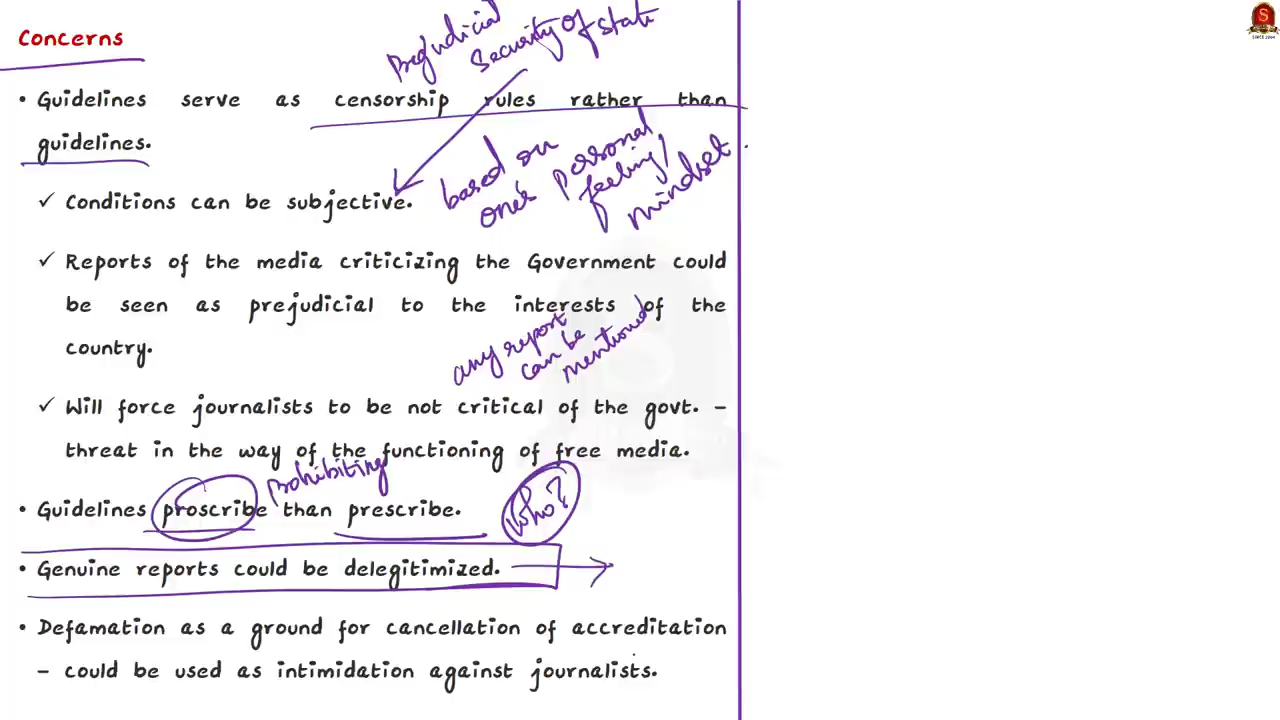 Concerns
Prejudicial
Security of state
• Guidelines serve as censorship rules rather than
guidelines.
based on
one's personal
feeling/
mindset
✓ Conditions can be subjective.
✓ Reports of the media criticizing the Government could
be seen as prejudicial to the interests of the
country.
any report
can be
mentioned
✓ Will force journalists to be not critical of the govt. –
threat in the way of the functioning of free media.
prohibiting
• Guidelines proscribe than prescribe.
Who?
• Genuine reports could be delegitimized.
• Defamation as a ground for cancellation of accreditation
– could be used as intimidation against journalists.
S
SINCE 2004